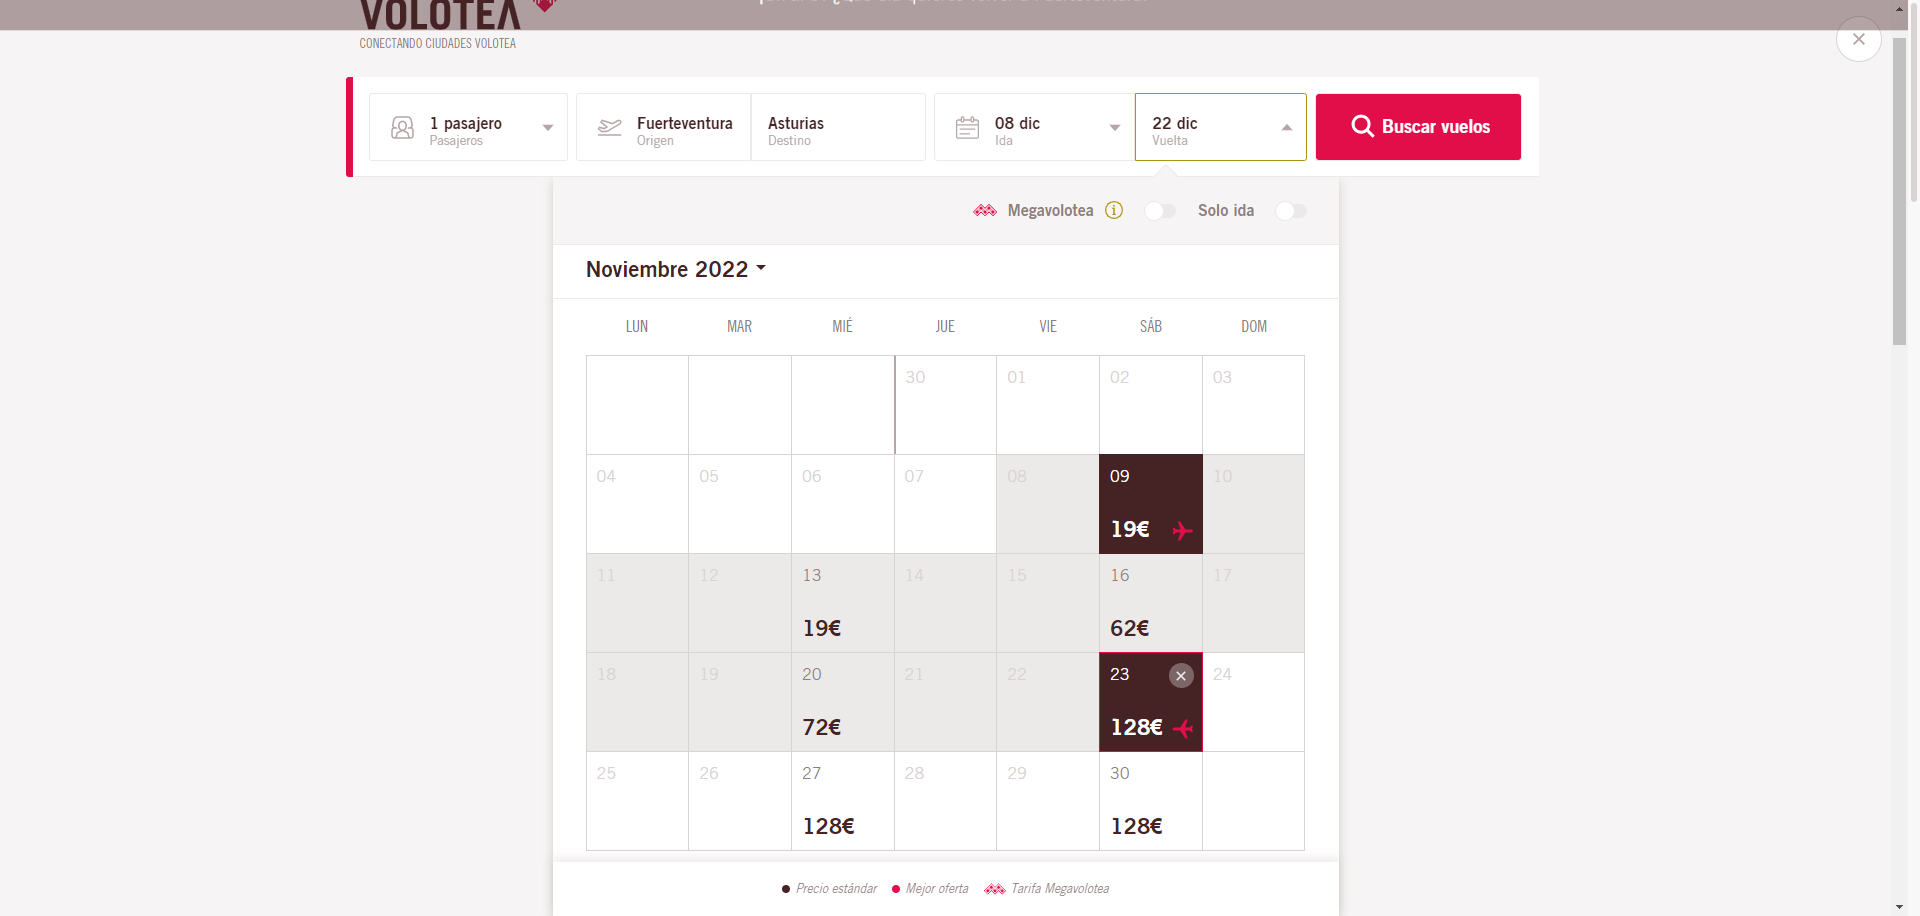 VOLOTEA
CONECTANDO CIUDADES VOLOTEA
1 pasajero
Pasajeros
Fuerteventura
Origen
Asturias
Destino
08 dic
Ida
22 dic
Vuelta
Buscar vuelos
Megavolotea
Solo ida
Noviembre 2022
LUN MAR MIÉ JUE VIE SÁB DOM
30 01 02 03
04 05 06 07 08 09 10
19€
11 12 13 14 15 16 17
19€ 62€
18 19 20 21 22 23 24
72€ 128€
25 26 27 28 29 30
128€ 128€
Precio estándar Mejor oferta Tarifa Megavolotea